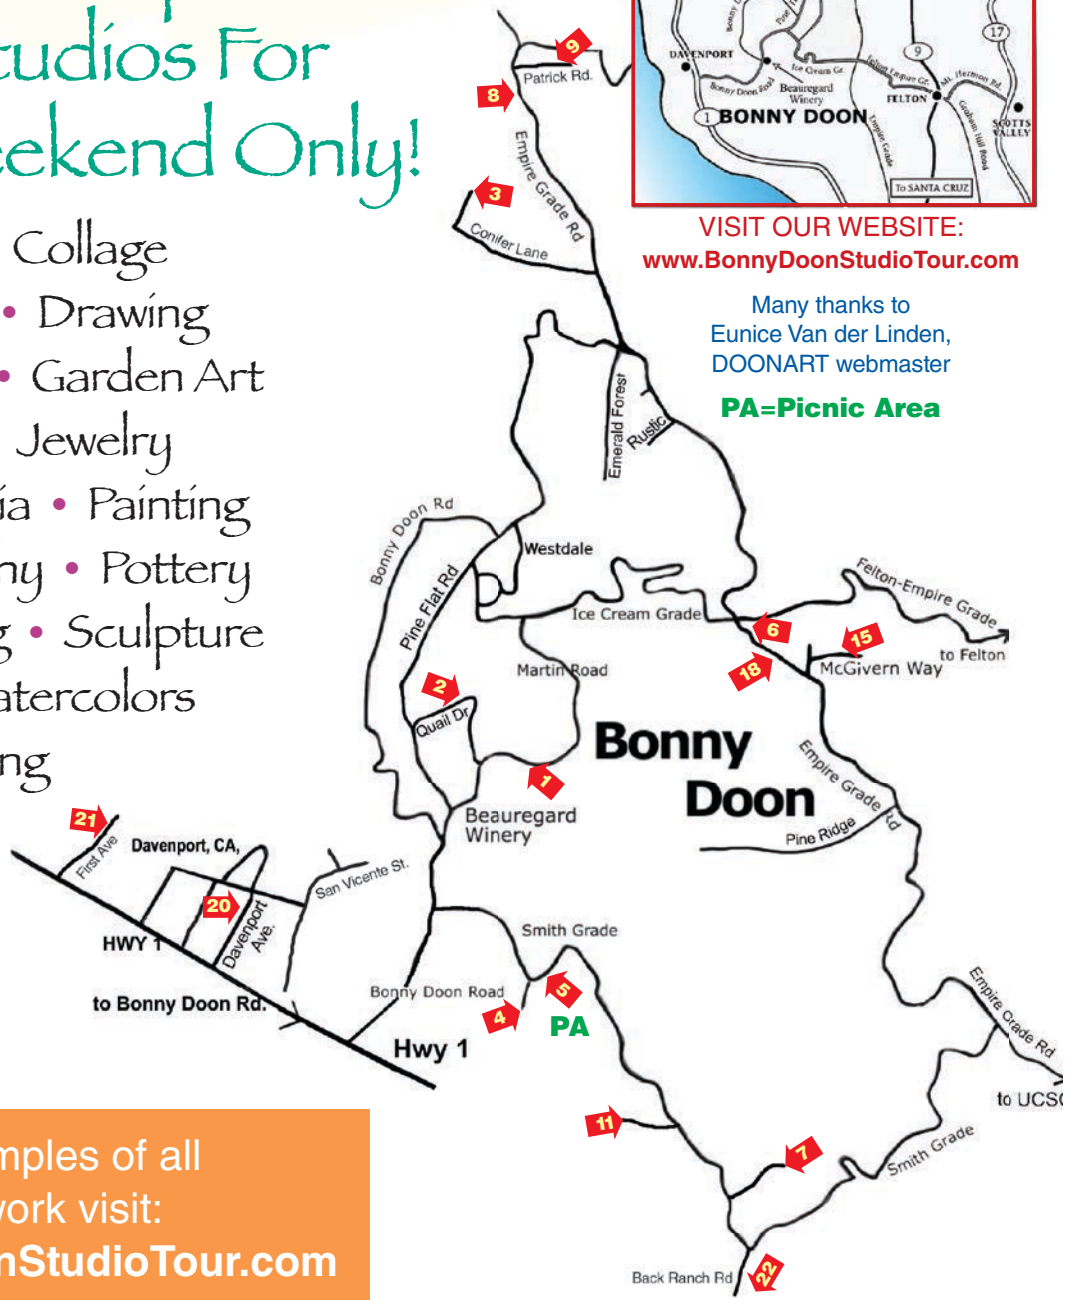 Studios For
Weekend Only!
Collage
• Drawing
• Garden Art
Jewelry
ia • Painting
hy • Pottery
g • Sculpture
atercolors
ng
DAVENPORT
Bonny Doon Road
Ice Cream Gr.
Beauregard
Winery
1
BONNY DOON
9
17
Felton Empire Gr.
Mt. Hermon Rd.
FELTON
Graham Hill Road
SCOTTS
VALLEY
Empire Grade
To SANTA CRUZ
VISIT OUR WEBSITE:
www.BonnyDoonStudioTour.com
Many thanks to
Eunice Van der Linden,
DOONART webmaster
PA=Picnic Area
9
Patrick Rd.
8
Empire Grade Rd
3
Conifer Lane
Emerald Forest
Rustic
Bonny Doon Rd
Westdale
Pine Flat Rd
Ice Cream Grade
Felton-Empire Grade
to Felton
6
15
18
McGivern Way
Martin Road
2
Quail Dr
1
Bonny
Doon
Beauregard
Winery
Empire Grade Rd
Pine Ridge
21
First Ave
Davenport, CA,
San Vicente St.
20
Davenport
Ave.
HWY 1
to Bonny Doon Rd.
Bonny Doon Road
Hwy 1
Smith Grade
4
5
PA
Empire Grade Rd
to UCSC
11
7
Smith Grade
Back Ranch Rd
22
mples of all
work visit:
nStudioTour.com